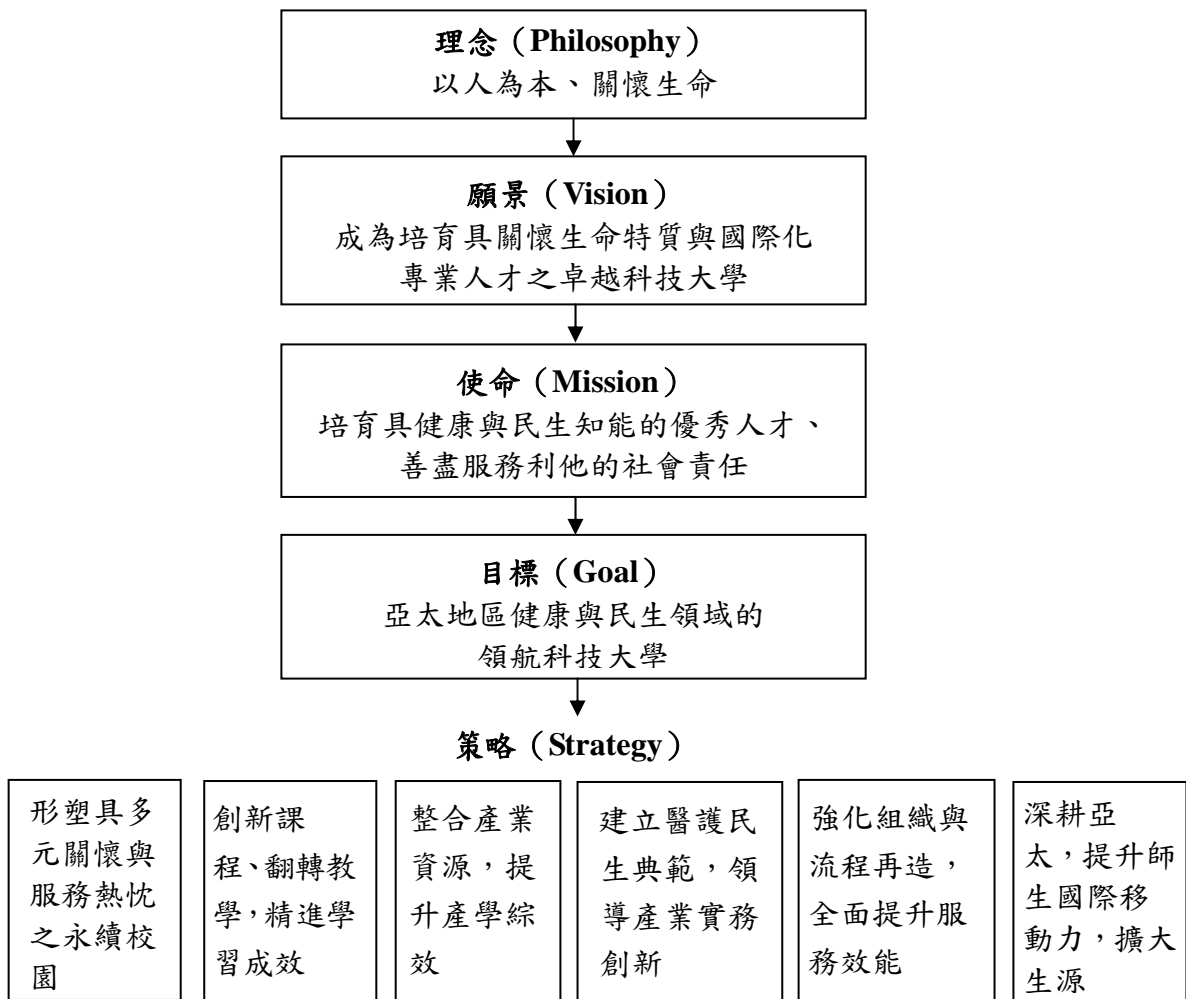 理念（Philosophy）
以人為本、關懷生命
願景（Vision）
成為培育具關懷生命特質與國際化
專業人才之卓越科技大學
使命（Mission）
培育具健康與民生知能的優秀人才、
善盡服務利他的社會責任
目標（Goal）
亞太地區健康與民生領域的
領航科技大學
策略（Strategy）
形塑具多
元關懷與
服務熱忱
之永續校
園
創新課
程、翻轉教
學，精進學
習成效
整合產業
資源，提
升產學綜
效
建立醫護民
生典範，領
導產業實務
創新
強化組織與
流程再造，
全面提升服
務效能
深耕亞
太，提升師
生國際移
動力，擴大
生源